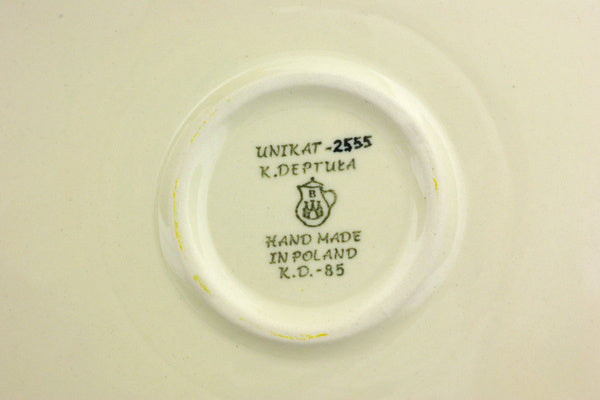 UNIKAT -2555
K.DEPTUŁA
B
HAND MADE
IN POLAND
K.D.-85